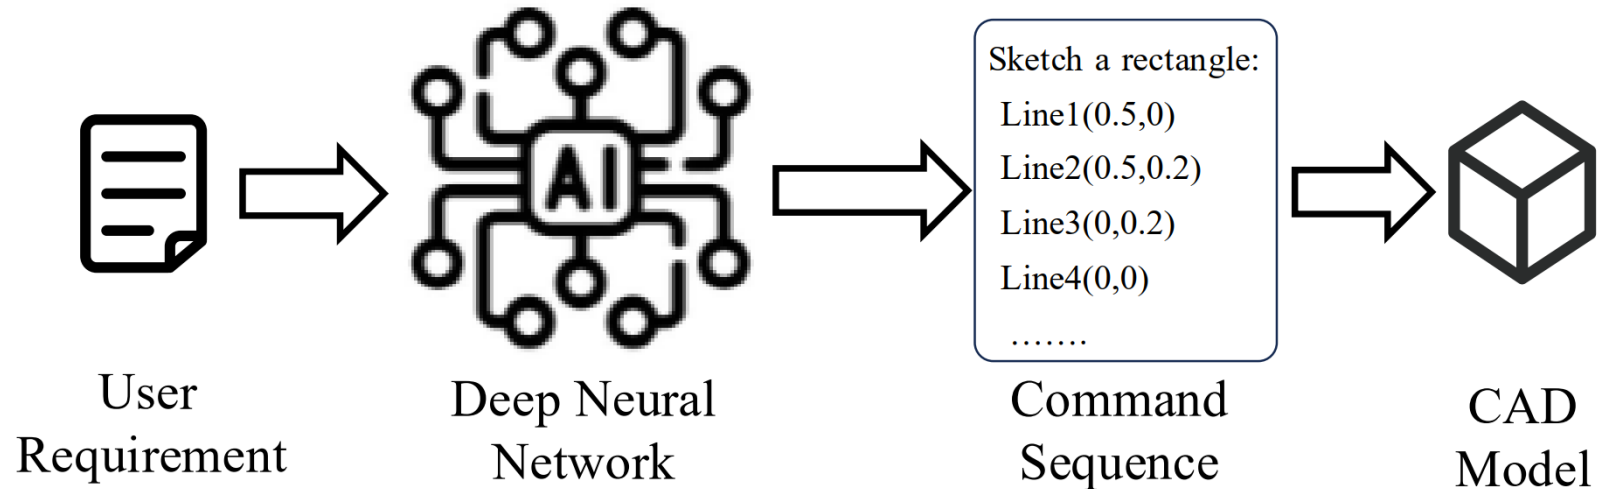 AI
Sketch a rectangle:
Line1(0.5,0)
Line2(0.5,0.2)
Line3(0,0.2)
Line4(0,0)
.......
User
Requirement
Deep Neural
Network
Command
Sequence
CAD
Model